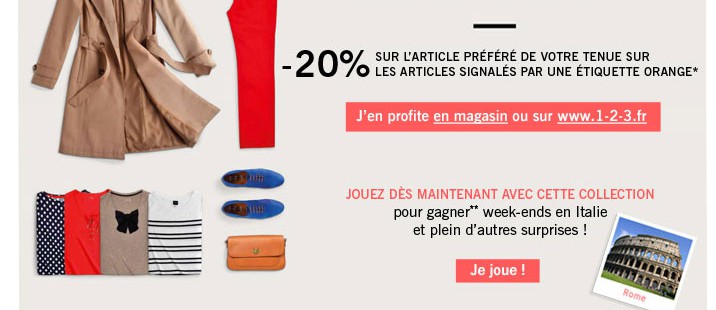 -20% SUR L'ARTICLE PRÉFÉRÉ DE VOTRE TENUE SUR
LES ARTICLES SIGNALÉS PAR UNE ÉTIQUETTE ORANGE*
J'en profite en magasin ou sur www.1-2-3.fr
JOUEZ DÈS MAINTENANT AVEC CETTE COLLECTION
pour gagner** week-ends en Italie
et plein d'autres surprises !
Je joue !
Rome